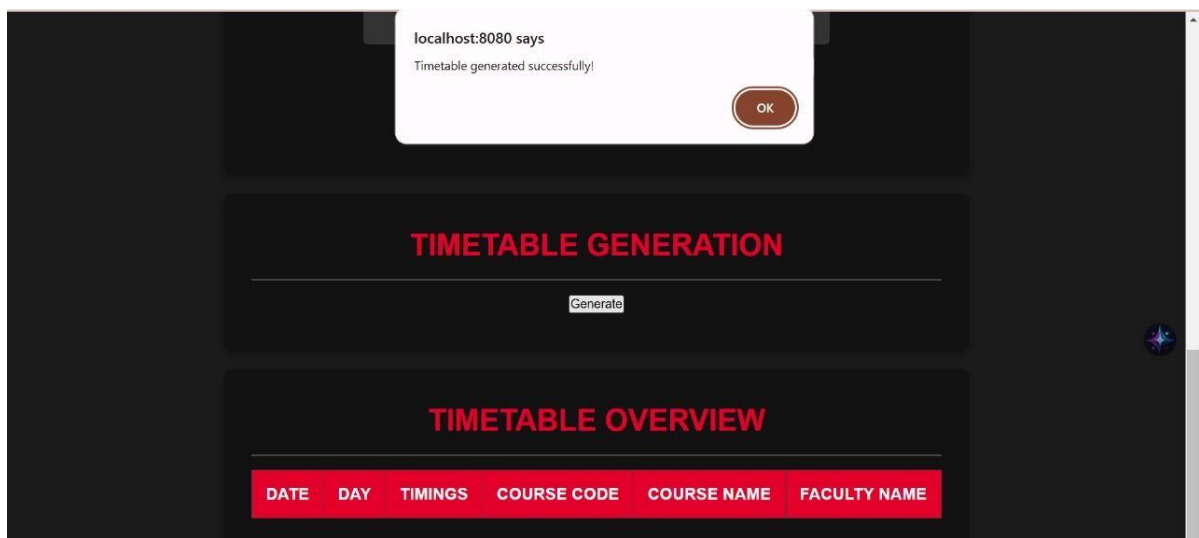 localhost:8080 says
Timetable generated successfully!
OK
TIMETABLE GENERATION
Generate
TIMETABLE OVERVIEW
DATE DAY TIMINGS COURSE CODE COURSE NAME FACULTY NAME